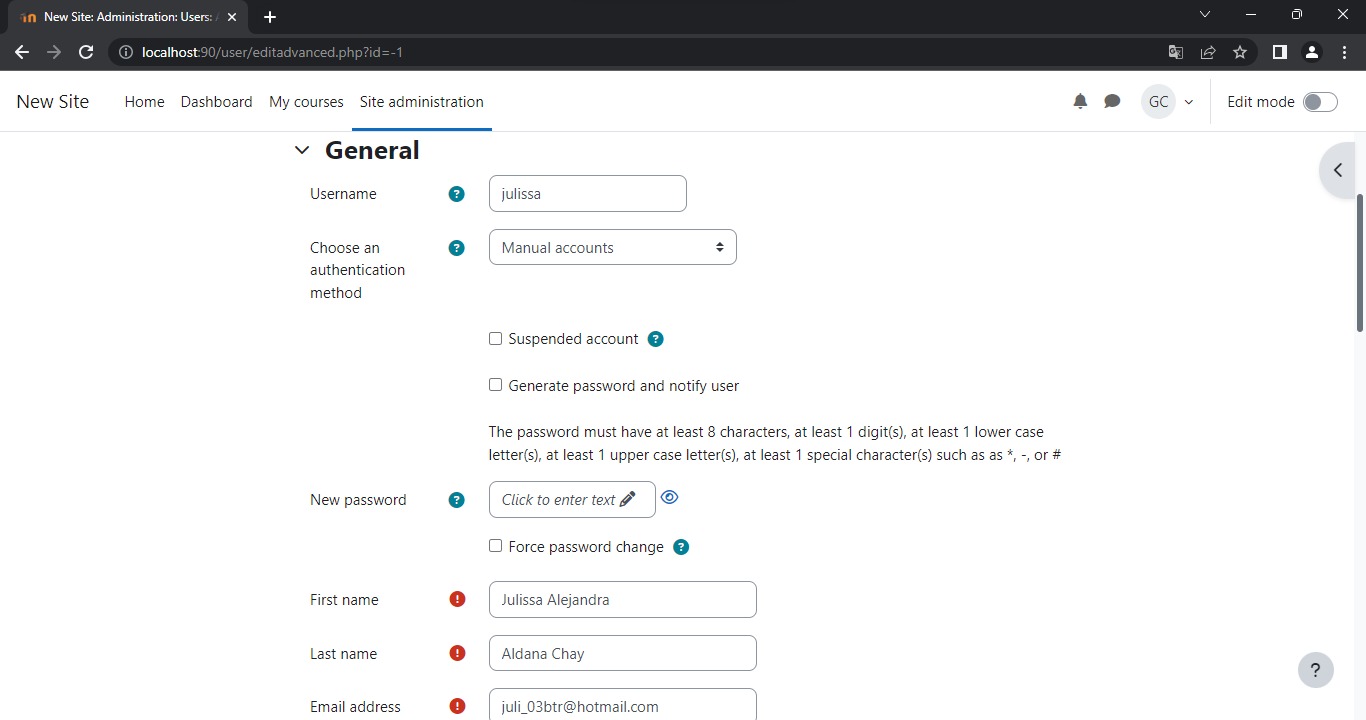 New Site: Administration: Users:
localhost:90/user/editadvanced.php?id=-1
New Site Home Dashboard My courses Site administration GC Edit mode
General
Username ? julissa
Choose an ? Manual accounts
authentication
method
Suspended account ?
Generate password and notify user
The password must have at least 8 characters, at least 1 digit(s), at least 1 lower case
letter(s), at least 1 upper case letter(s), at least 1 special character(s) such as as *, -, or #
New password ? Click to enter text
Force password change ?
First name ! Julissa Alejandra
Last name ! Aldana Chay
?
Email address ! juli_03btr@hotmail.com